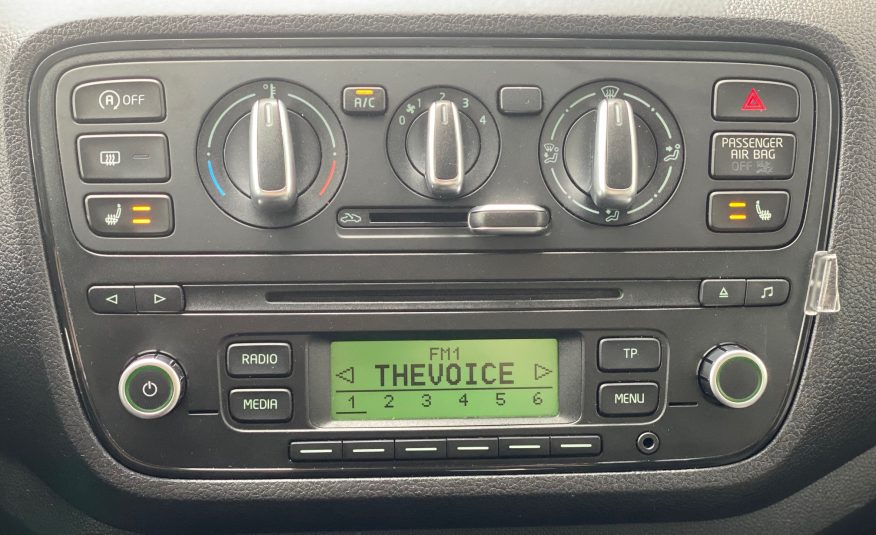 A OFF
A/C
0 1 2 3 4
PASSENGER
AIR BAG
OFF
RADIO
MEDIA
FM1
THEVOICE
1 2 3 4 5 6
TP
MENU